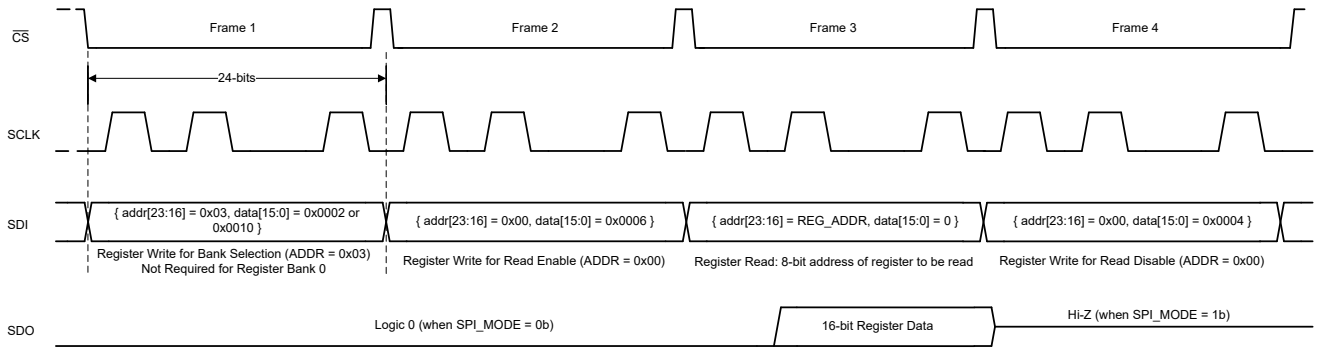 CS
Frame 1
Frame 2
Frame 3
Frame 4
24-bits
SCLK
SDI
{ addr[23:16] = 0x03, data[15:0] = 0x0002 or
0x0010 }
{ addr[23:16] = 0x00, data[15:0] = 0x0006 }
{ addr[23:16] = REG_ADDR, data[15:0] = 0 }
{ addr[23:16] = 0x00, data[15:0] = 0x0004 }
Register Write for Bank Selection (ADDR = 0x03)
Not Required for Register Bank 0
Register Write for Read Enable (ADDR = 0x00)
Register Read: 8-bit address of register to be read
Register Write for Read Disable (ADDR = 0x00)
SDO
Logic 0 (when SPI_MODE = 0b)
16-bit Register Data
Hi-Z (when SPI_MODE = 1b)